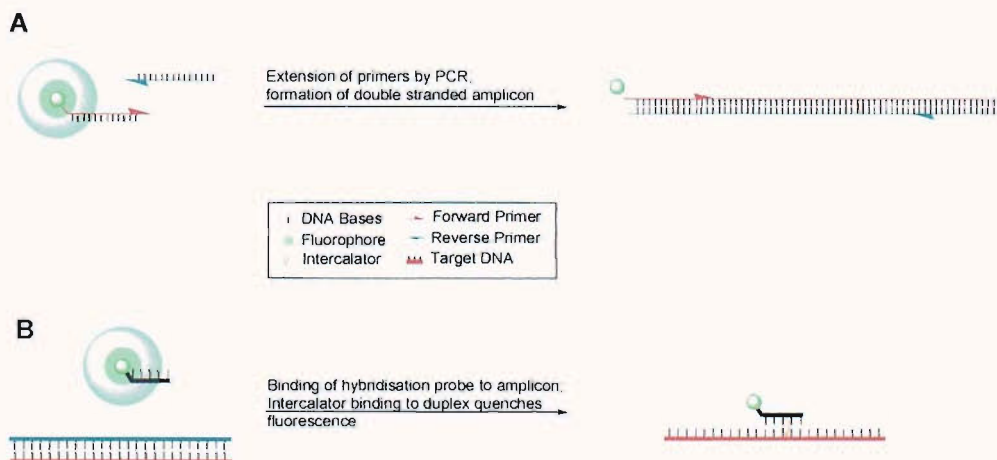 A
Extension of primers by PCR,
formation of double stranded amplicon
DNA Bases
Forward Primer
Fluorophore
Reverse Primer
Intercalator
Target DNA
B
Binding of hybridisation probe to amplicon.
Intercalator binding to duplex quenches
fluorescence